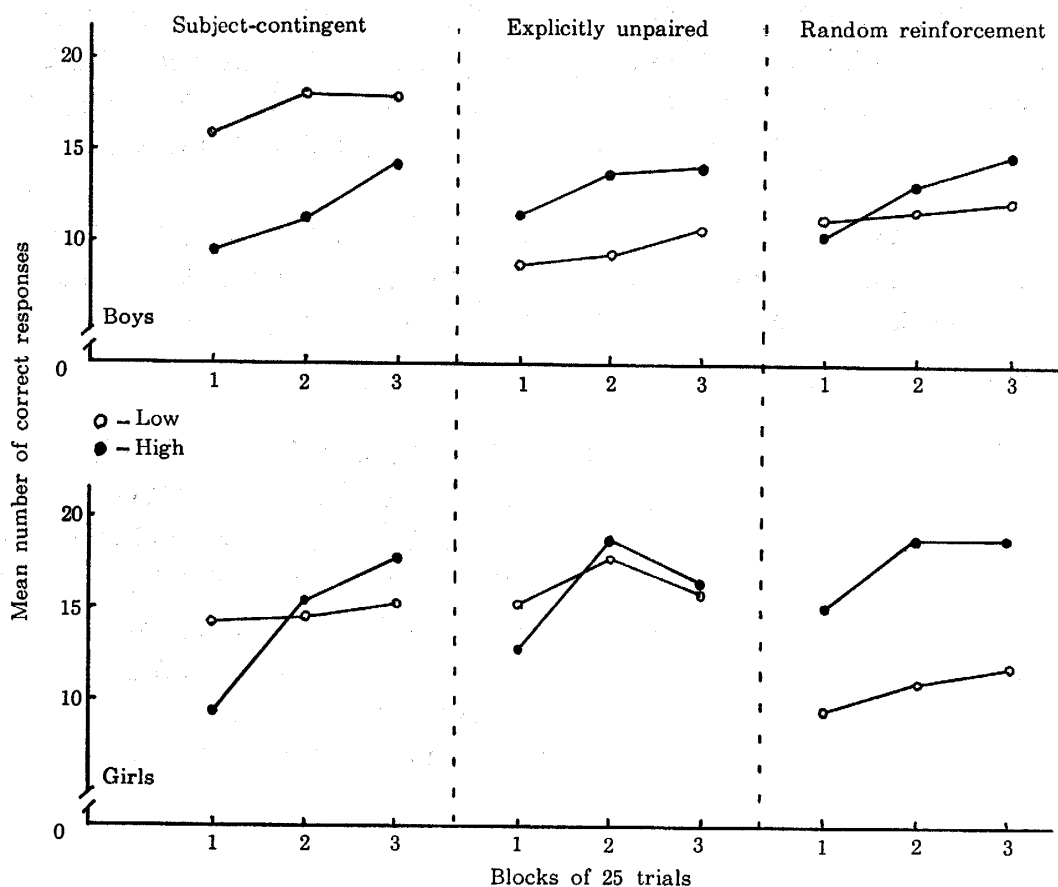 Subject-contingent Explicitly unpaired Random reinforcement
20
15
10
Boys
0
1 2 3 1 2 3 1 2 3
Mean number of correct responses
– Low
– High
20
15
10
Girls
0
1 2 3 1 2 3 1 2 3
Blocks of 25 trials